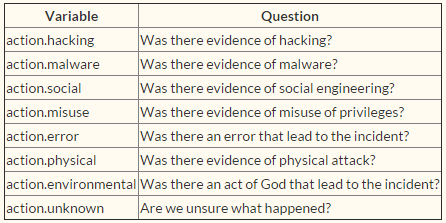 Variable Question
action.hacking Was there evidence of hacking?
action.malware Was there evidence of malware?
action.social Was there evidence of social engineering?
action.misuse Was there evidence of misuse of privileges?
action.error Was there an error that lead to the incident?
action.physical Was there evidence of physical attack?
action.environmental Was there an act of God that lead to the incident?
action.unknown Are we unsure what happened?